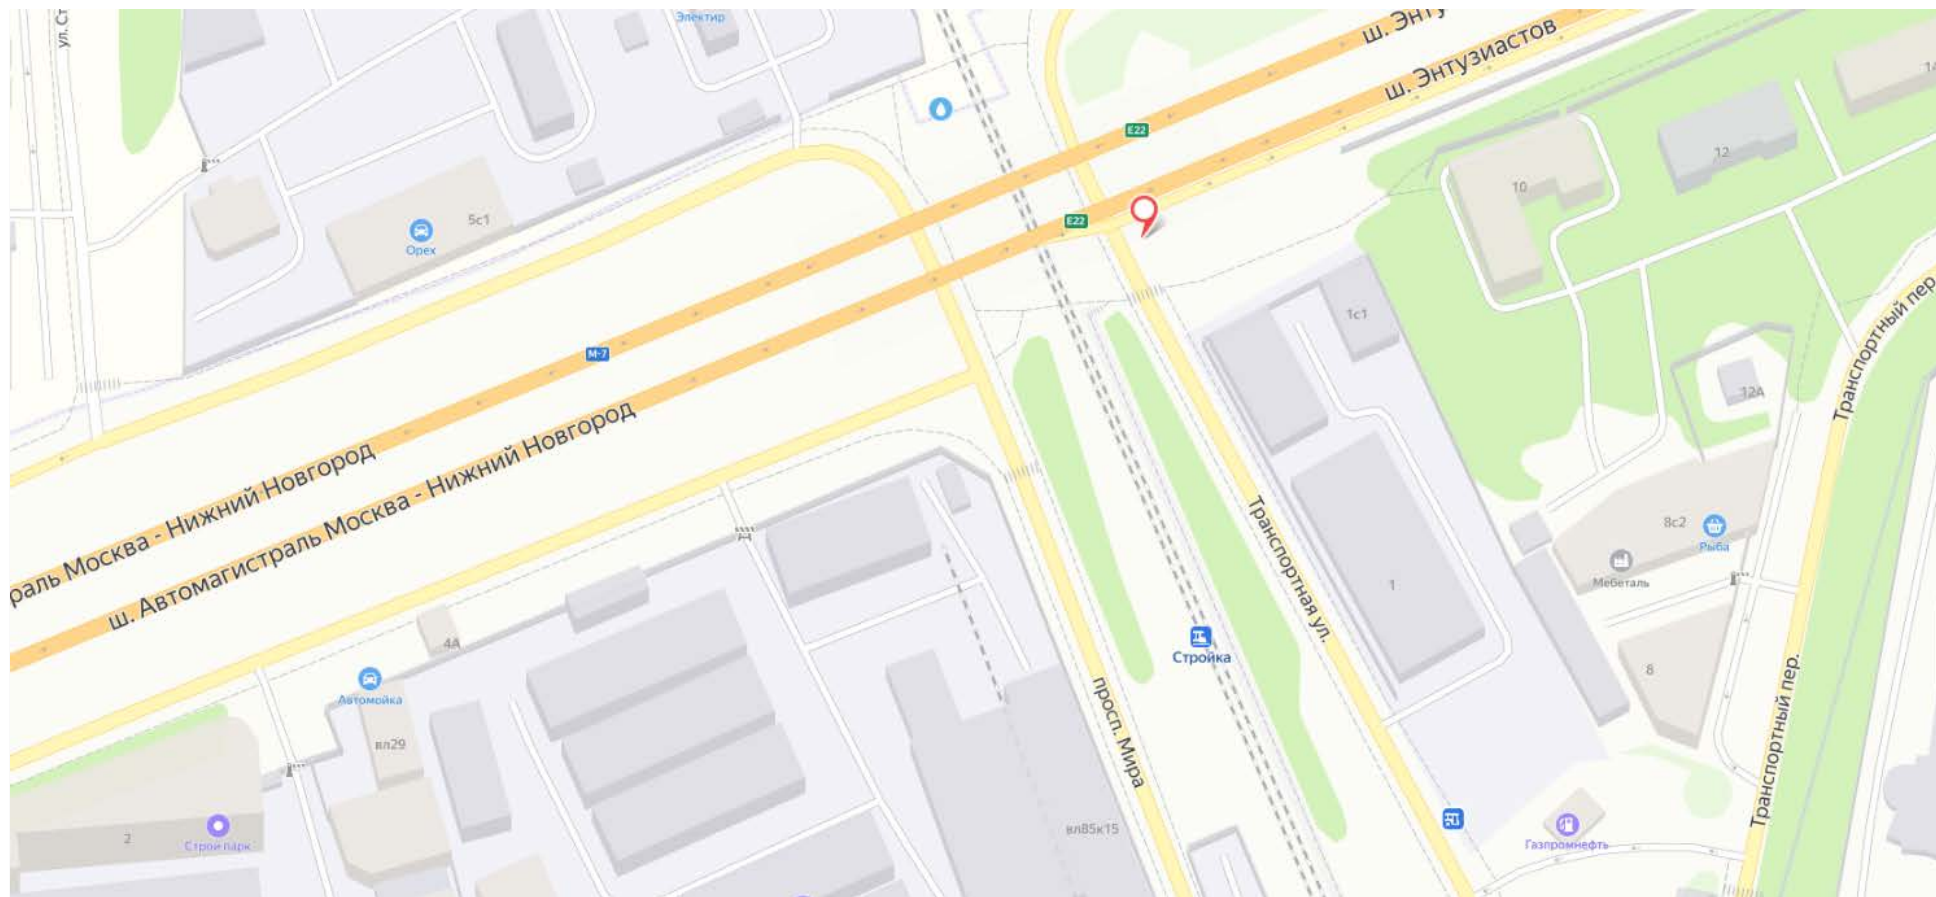 Электир
ш. Энту
ш. Энтузиастов
E22
14
12
10
5с1
Орех
E22
1с1
М-7
Транспортный пер.
12А
раль Москва - Нижний Новгород
ш. Автомагистраль Москва - Нижний Новгород
Транспортная ул.
8с2
Рыба
Мебеталь
1
4А
Стройка
8
Автомойка
просп. Мира
вл29
Транспортный пер.
2
Строй парк
вл85к15
Газпромнефть